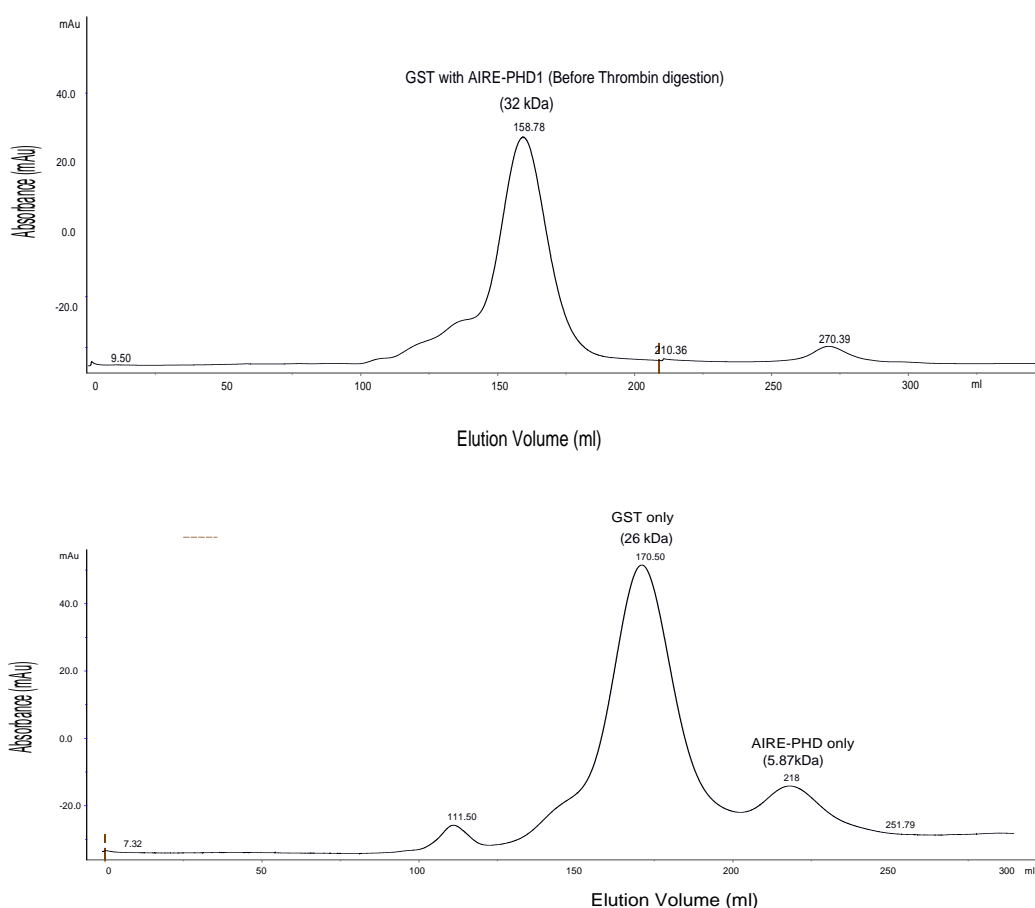 mAu
GST with AIRE-PHD1 (Before Thrombin digestion)
(32 kDa)
158.78
40.0
20.0
0.0
-20.0
Absorbance (mAu)
9.50
210.36
270.39
0 50 100 150 200 250 300 ml
Elution Volume (ml)
GST only
(26 kDa)
170.50
mAu
40.0
20.0
0.0
-20.0
Absorbance (mAu)
AIRE-PHD only
(5.87kDa)
218
111.50
251.79
7.32
0 50 100 150 200 250 300 ml
Elution Volume (ml)